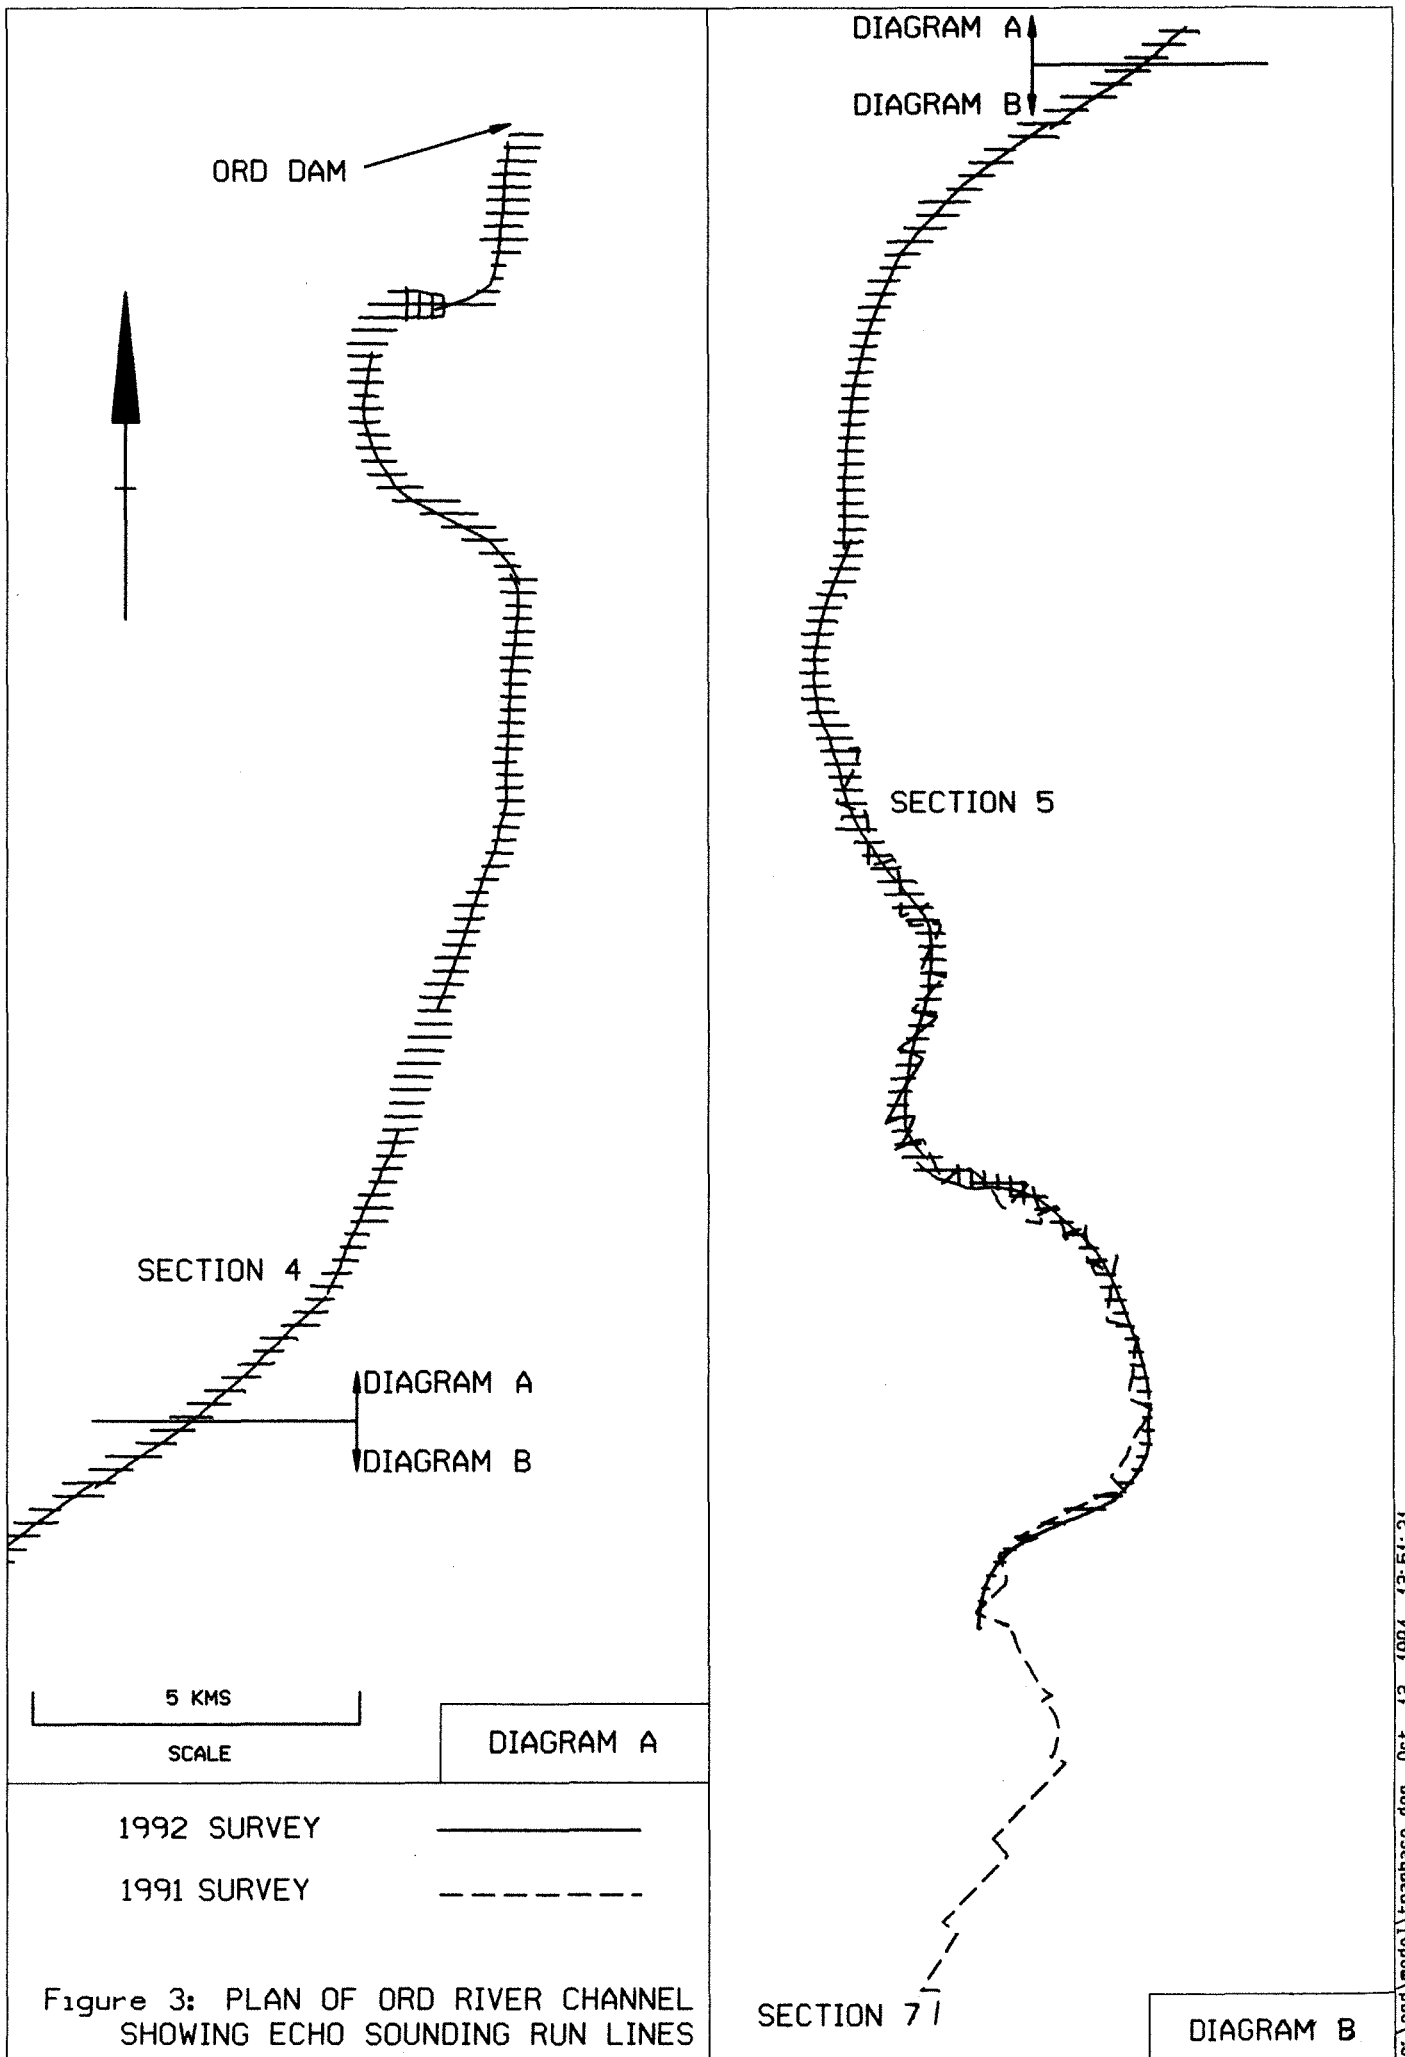 ORD DAM
SECTION 4
DIAGRAM A
DIAGRAM B
5 KMS
SCALE
DIAGRAM A
1992 SURVEY
1991 SURVEY
Figure 3: PLAN OF ORD RIVER CHANNEL
SHOWING ECHO SOUNDING RUN LINES
DIAGRAM A
DIAGRAM B
SECTION 5
SECTION 7
DIAGRAM B